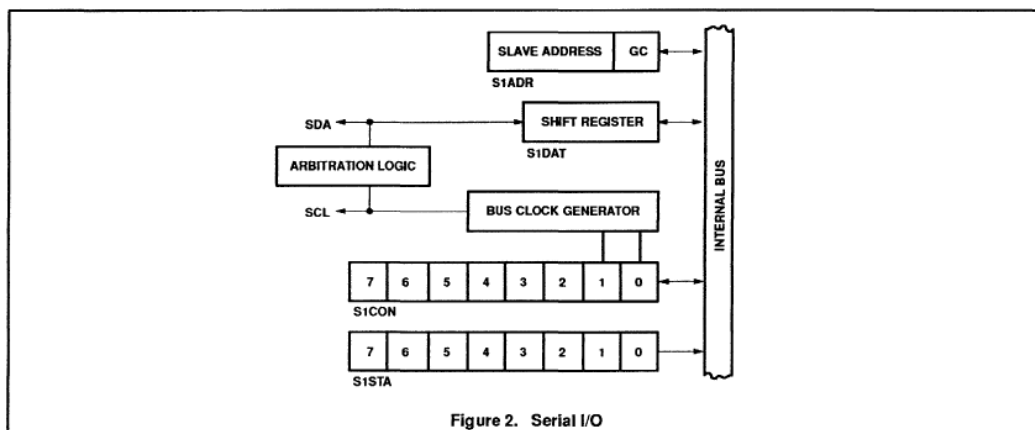 SLAVE ADDRESS GC
S1ADR
SDA
SHIFT REGISTER
S1DAT
ARBITRATION LOGIC
SCL
BUS CLOCK GENERATOR
7 6 5 4 3 2 1 0
S1CON
7 6 5 4 3 2 1 0
S1STA
INTERNAL BUS
Figure 2. Serial I/O